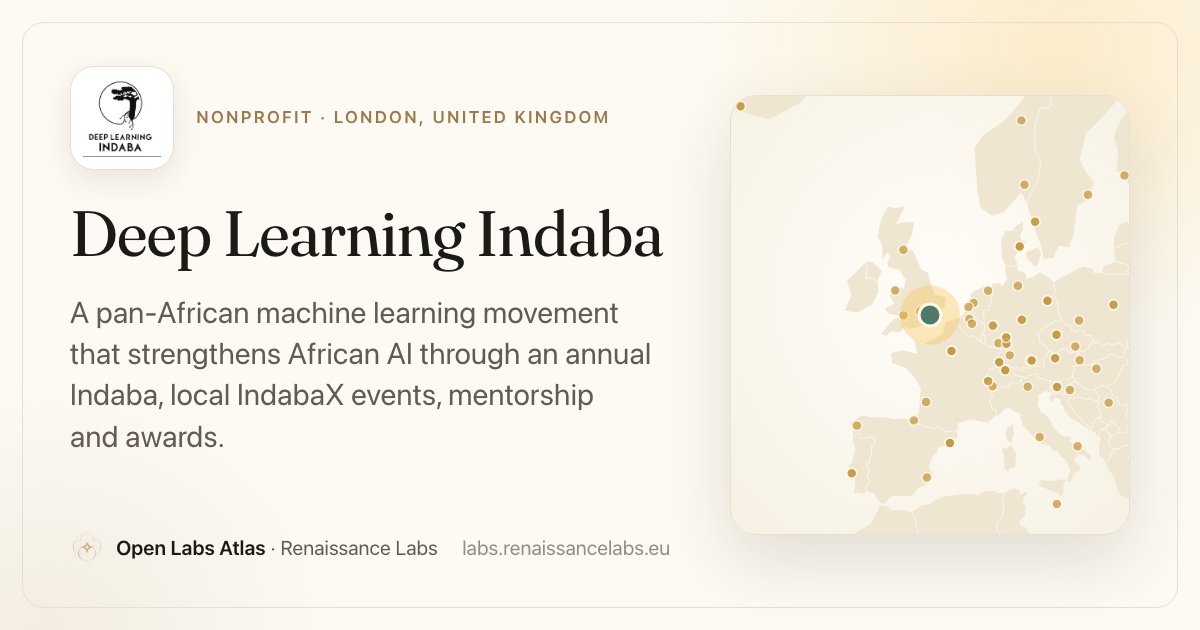 DEEP LEARNING
INDABA
NONPROFIT · LONDON, UNITED KINGDOM
Deep Learning Indaba
A pan-African machine learning movement
that strengthens African AI through an annual
Indaba, local IndabaX events, mentorship
and awards.
Open Labs Atlas · Renaissance Labs labs.renaissancelabs.eu